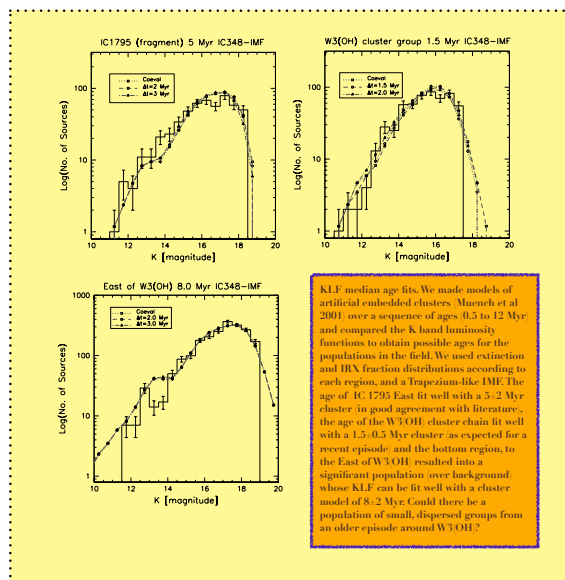 IC1795 (fragment) 5 Myr IC348-IMF
Coeval
Δt=2 Myr
Δt=3 Myr
Log(No. of Sources)
100
10
1
10 12 14 16 18 20
K [magnitude]
W3(OH) cluster group 1.5 Myr IC348-IMF
Coeval
Δt=1.5 Myr
Δt=2.0 Myr
Log(No. of Sources)
100
10
1
10 12 14 16 18 20
K [magnitude]
East of W3(OH) 8.0 Myr IC348-IMF
Coeval
Δt=2.0 Myr
Δt=3.0 Myr
Log(No. of Sources)
1000
100
10
1
10 12 14 16 18 20
K [magnitude]
KLF median age fits. We made models of
artificial embedded clusters (Muench et al
2001) over a sequence of ages (0.5 to 12 Myr)
and compared the K band luminosity
functions to obtain possible ages for the
populations in the field. We used extinction
and IRX fraction distributions according to
each region, and a Trapezium-like IMF. The
age of IC 1795 East fit well with a 5±2 Myr
cluster (in good agreement with literature),
the age of the W3(OH) cluster chain fit well
with a 1.5±0.5 Myr cluster (as expected for a
recent episode) and the bottom region, to
the East of W3(OH) resulted into a
significant population (over background)
whose KLF can be fit well with a cluster
model of 8±2 Myr. Could there be a
population of small, dispersed groups from
an older episode around W3(OH)?